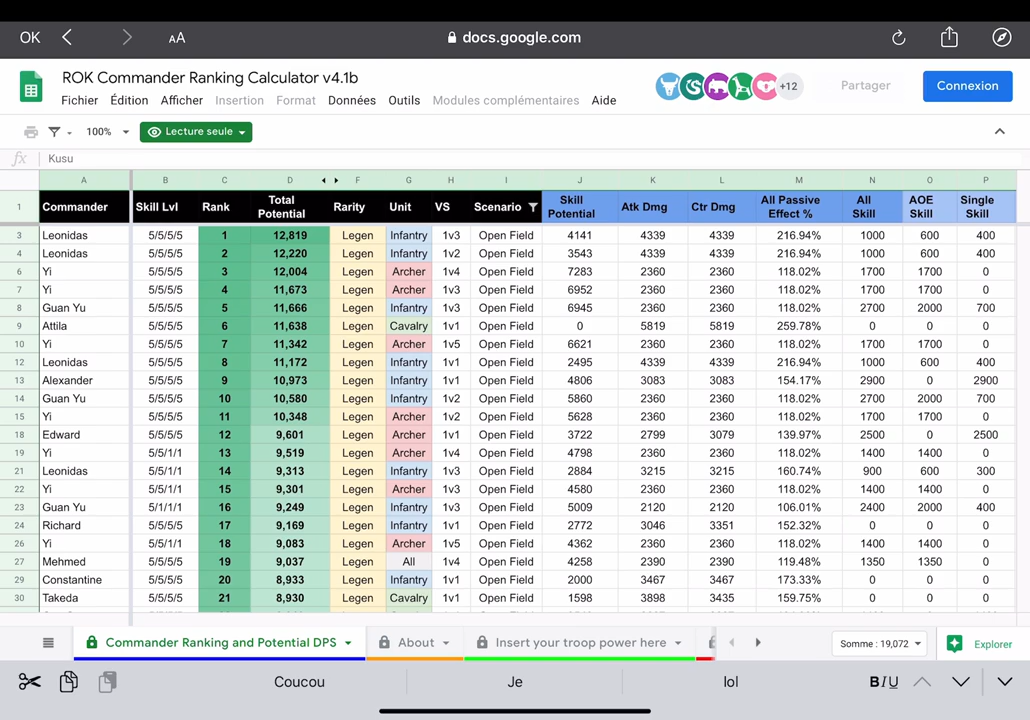 OK AA docs.google.com
ROK Commander Ranking Calculator v4.1b
Fichier Édition Afficher Insertion Format Données Outils Modules complémentaires Aide +12 Partager Connexion
100% Lecture seule
fx Kusu
A B C D F G H I J K L M N O P
1 Commander Skill Lvl Rank Total Potential Rarity Unit VS Scenario Skill Potential Atk Dmg Ctr Dmg All Passive Effect % All Skill AOE Skill Single Skill
3 Leonidas 5/5/5/5 1 12,819 Legen Infantry 1v3 Open Field 4141 4339 4339 216.94% 1000 600 400
4 Leonidas 5/5/5/5 2 12,220 Legen Infantry 1v2 Open Field 3543 4339 4339 216.94% 1000 600 400
6 Yi 5/5/5/5 3 12,004 Legen Archer 1v4 Open Field 7283 2360 2360 118.02% 1700 1700 0
7 Yi 5/5/5/5 4 11,673 Legen Archer 1v3 Open Field 6952 2360 2360 118.02% 1700 1700 0
8 Guan Yu 5/5/5/5 5 11,666 Legen Infantry 1v3 Open Field 6945 2360 2360 118.02% 2700 2000 700
9 Attila 5/5/5/5 6 11,638 Legen Cavalry 1v1 Open Field 0 5819 5819 259.78% 0 0 0
10 Yi 5/5/5/5 7 11,342 Legen Archer 1v5 Open Field 6621 2360 2360 118.02% 1700 1700 0
12 Leonidas 5/5/5/5 8 11,172 Legen Infantry 1v1 Open Field 2495 4339 4339 216.94% 1000 600 400
13 Alexander 5/5/5/5 9 10,973 Legen Infantry 1v1 Open Field 4806 3083 3083 154.17% 2900 0 2900
14 Guan Yu 5/5/5/5 10 10,580 Legen Infantry 1v2 Open Field 5860 2360 2360 118.02% 2700 2000 700
15 Yi 5/5/5/5 11 10,348 Legen Archer 1v2 Open Field 5628 2360 2360 118.02% 1700 1700 0
18 Edward 5/5/5/5 12 9,601 Legen Archer 1v1 Open Field 3722 2799 3079 139.97% 2500 0 2500
19 Yi 5/5/1/1 13 9,519 Legen Archer 1v4 Open Field 4798 2360 2360 118.02% 1400 1400 0
21 Leonidas 5/5/1/1 14 9,313 Legen Infantry 1v3 Open Field 2884 3215 3215 160.74% 900 600 300
22 Yi 5/5/1/1 15 9,301 Legen Archer 1v3 Open Field 4580 2360 2360 118.02% 1400 1400 0
23 Guan Yu 5/1/1/1 16 9,249 Legen Infantry 1v3 Open Field 5009 2120 2120 106.01% 2400 2000 400
24 Richard 5/5/5/5 17 9,169 Legen Infantry 1v1 Open Field 2772 3046 3351 152.32% 0 0 0
26 Yi 5/5/1/1 18 9,083 Legen Archer 1v5 Open Field 4362 2360 2360 118.02% 1400 1400 0
27 Mehmed 5/5/5/5 19 9,037 Legen All 1v4 Open Field 4258 2390 2390 119.48% 1350 1350 0
29 Constantine 5/5/5/5 20 8,933 Legen Infantry 1v1 Open Field 2000 3467 3467 173.33% 0 0 0
30 Takeda 5/5/5/5 21 8,930 Legen Cavalry 1v1 Open Field 1598 3898 3435 159.75% 0 0 0
Commander Ranking and Potential DPS About Insert your troop power here Somme : 19,072 Explorer
Coucou Je lol BIU